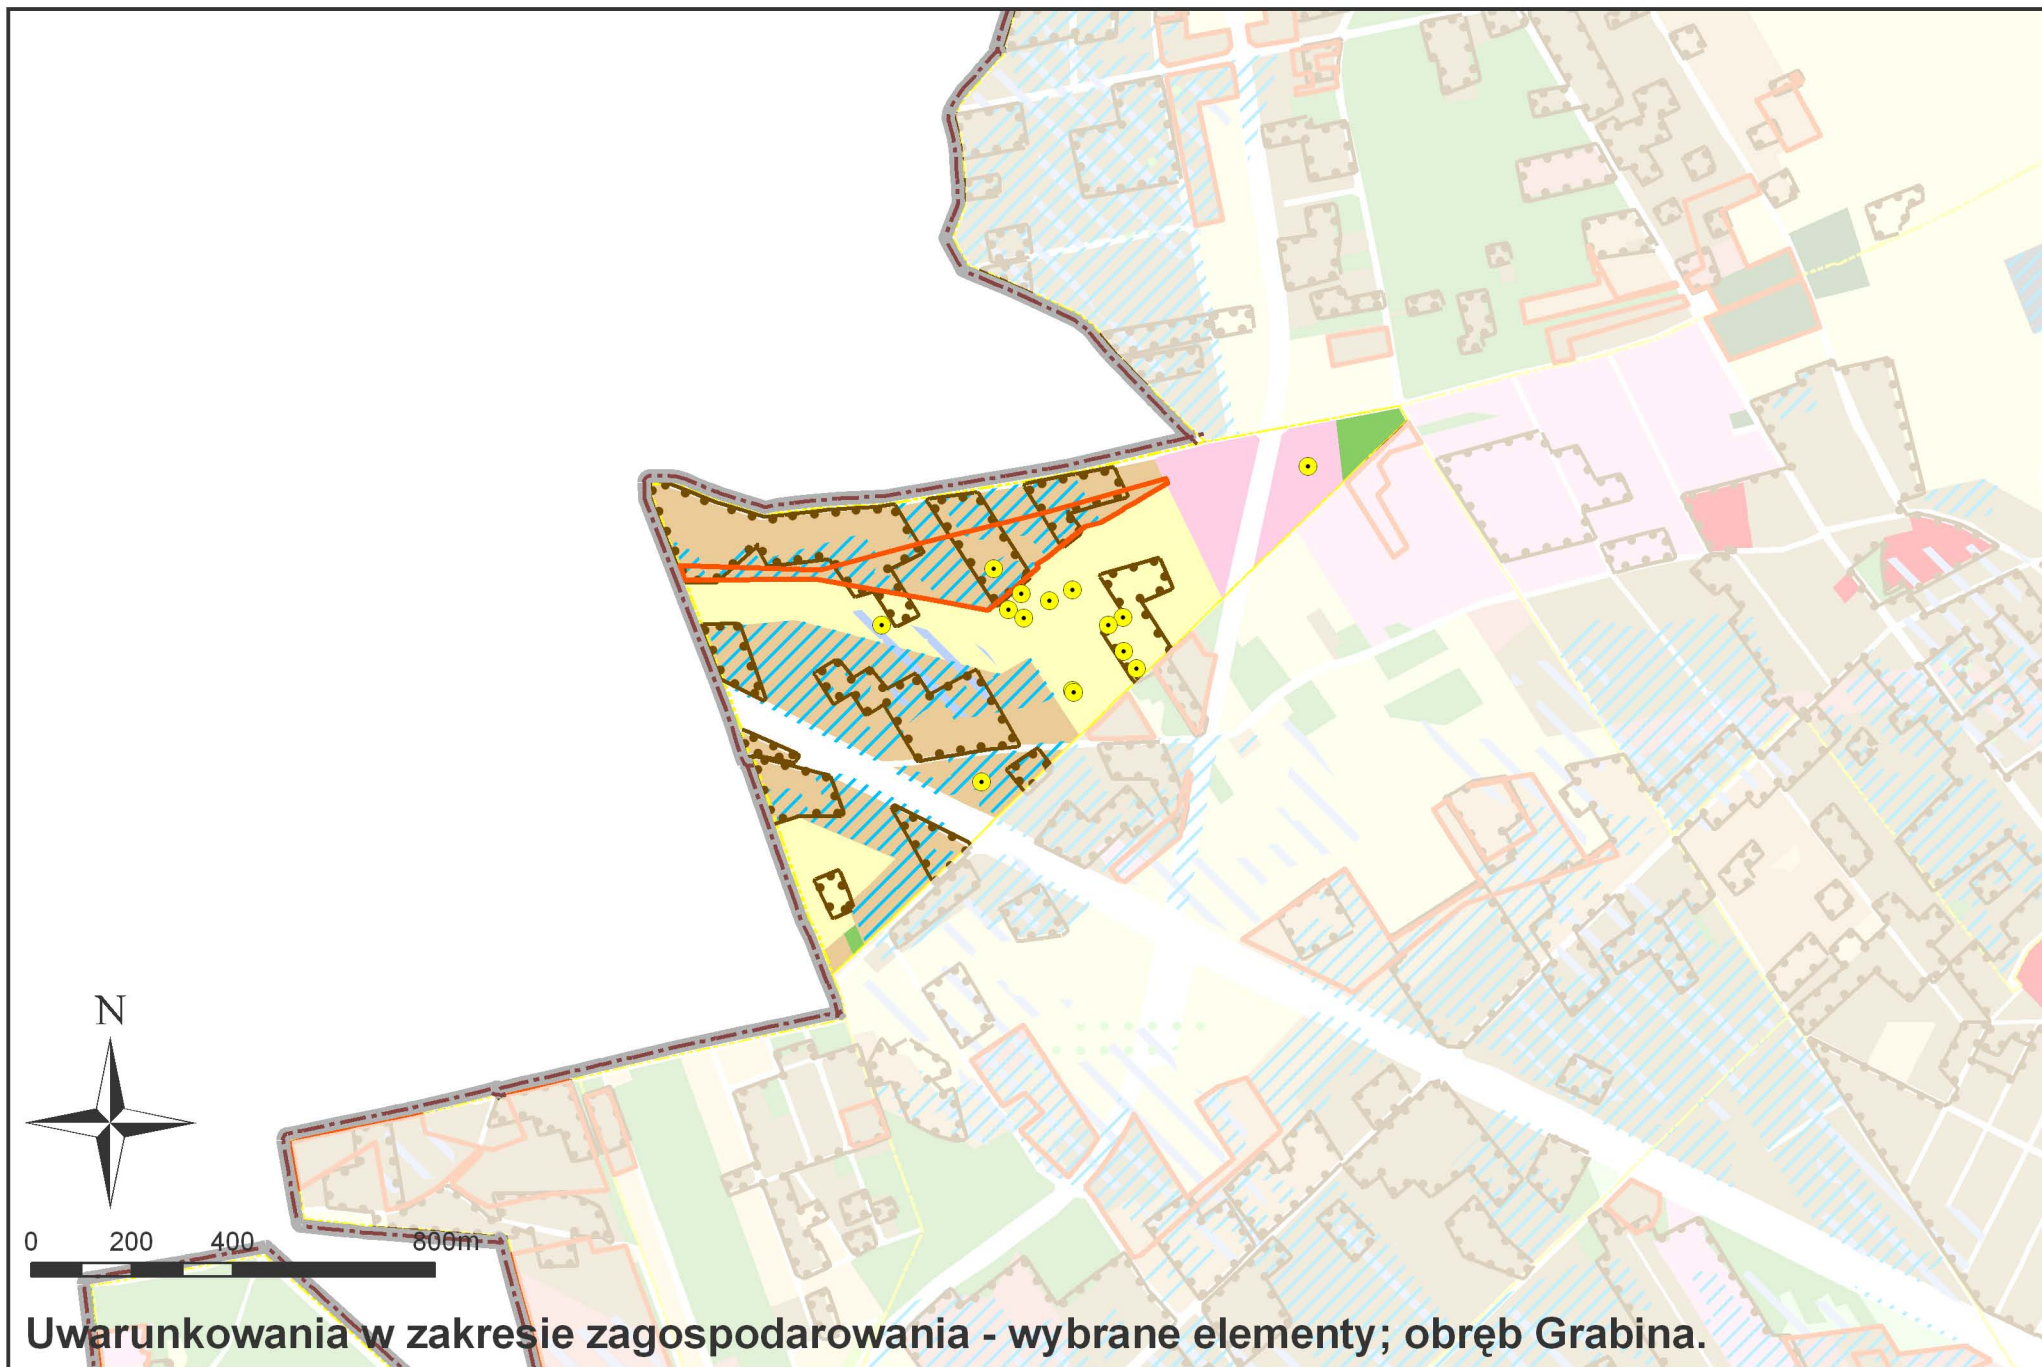 N
0 200 400 800m
Uwarunkowania w zakresie zagospodarowania - wybrane elementy; obręb Grabina.